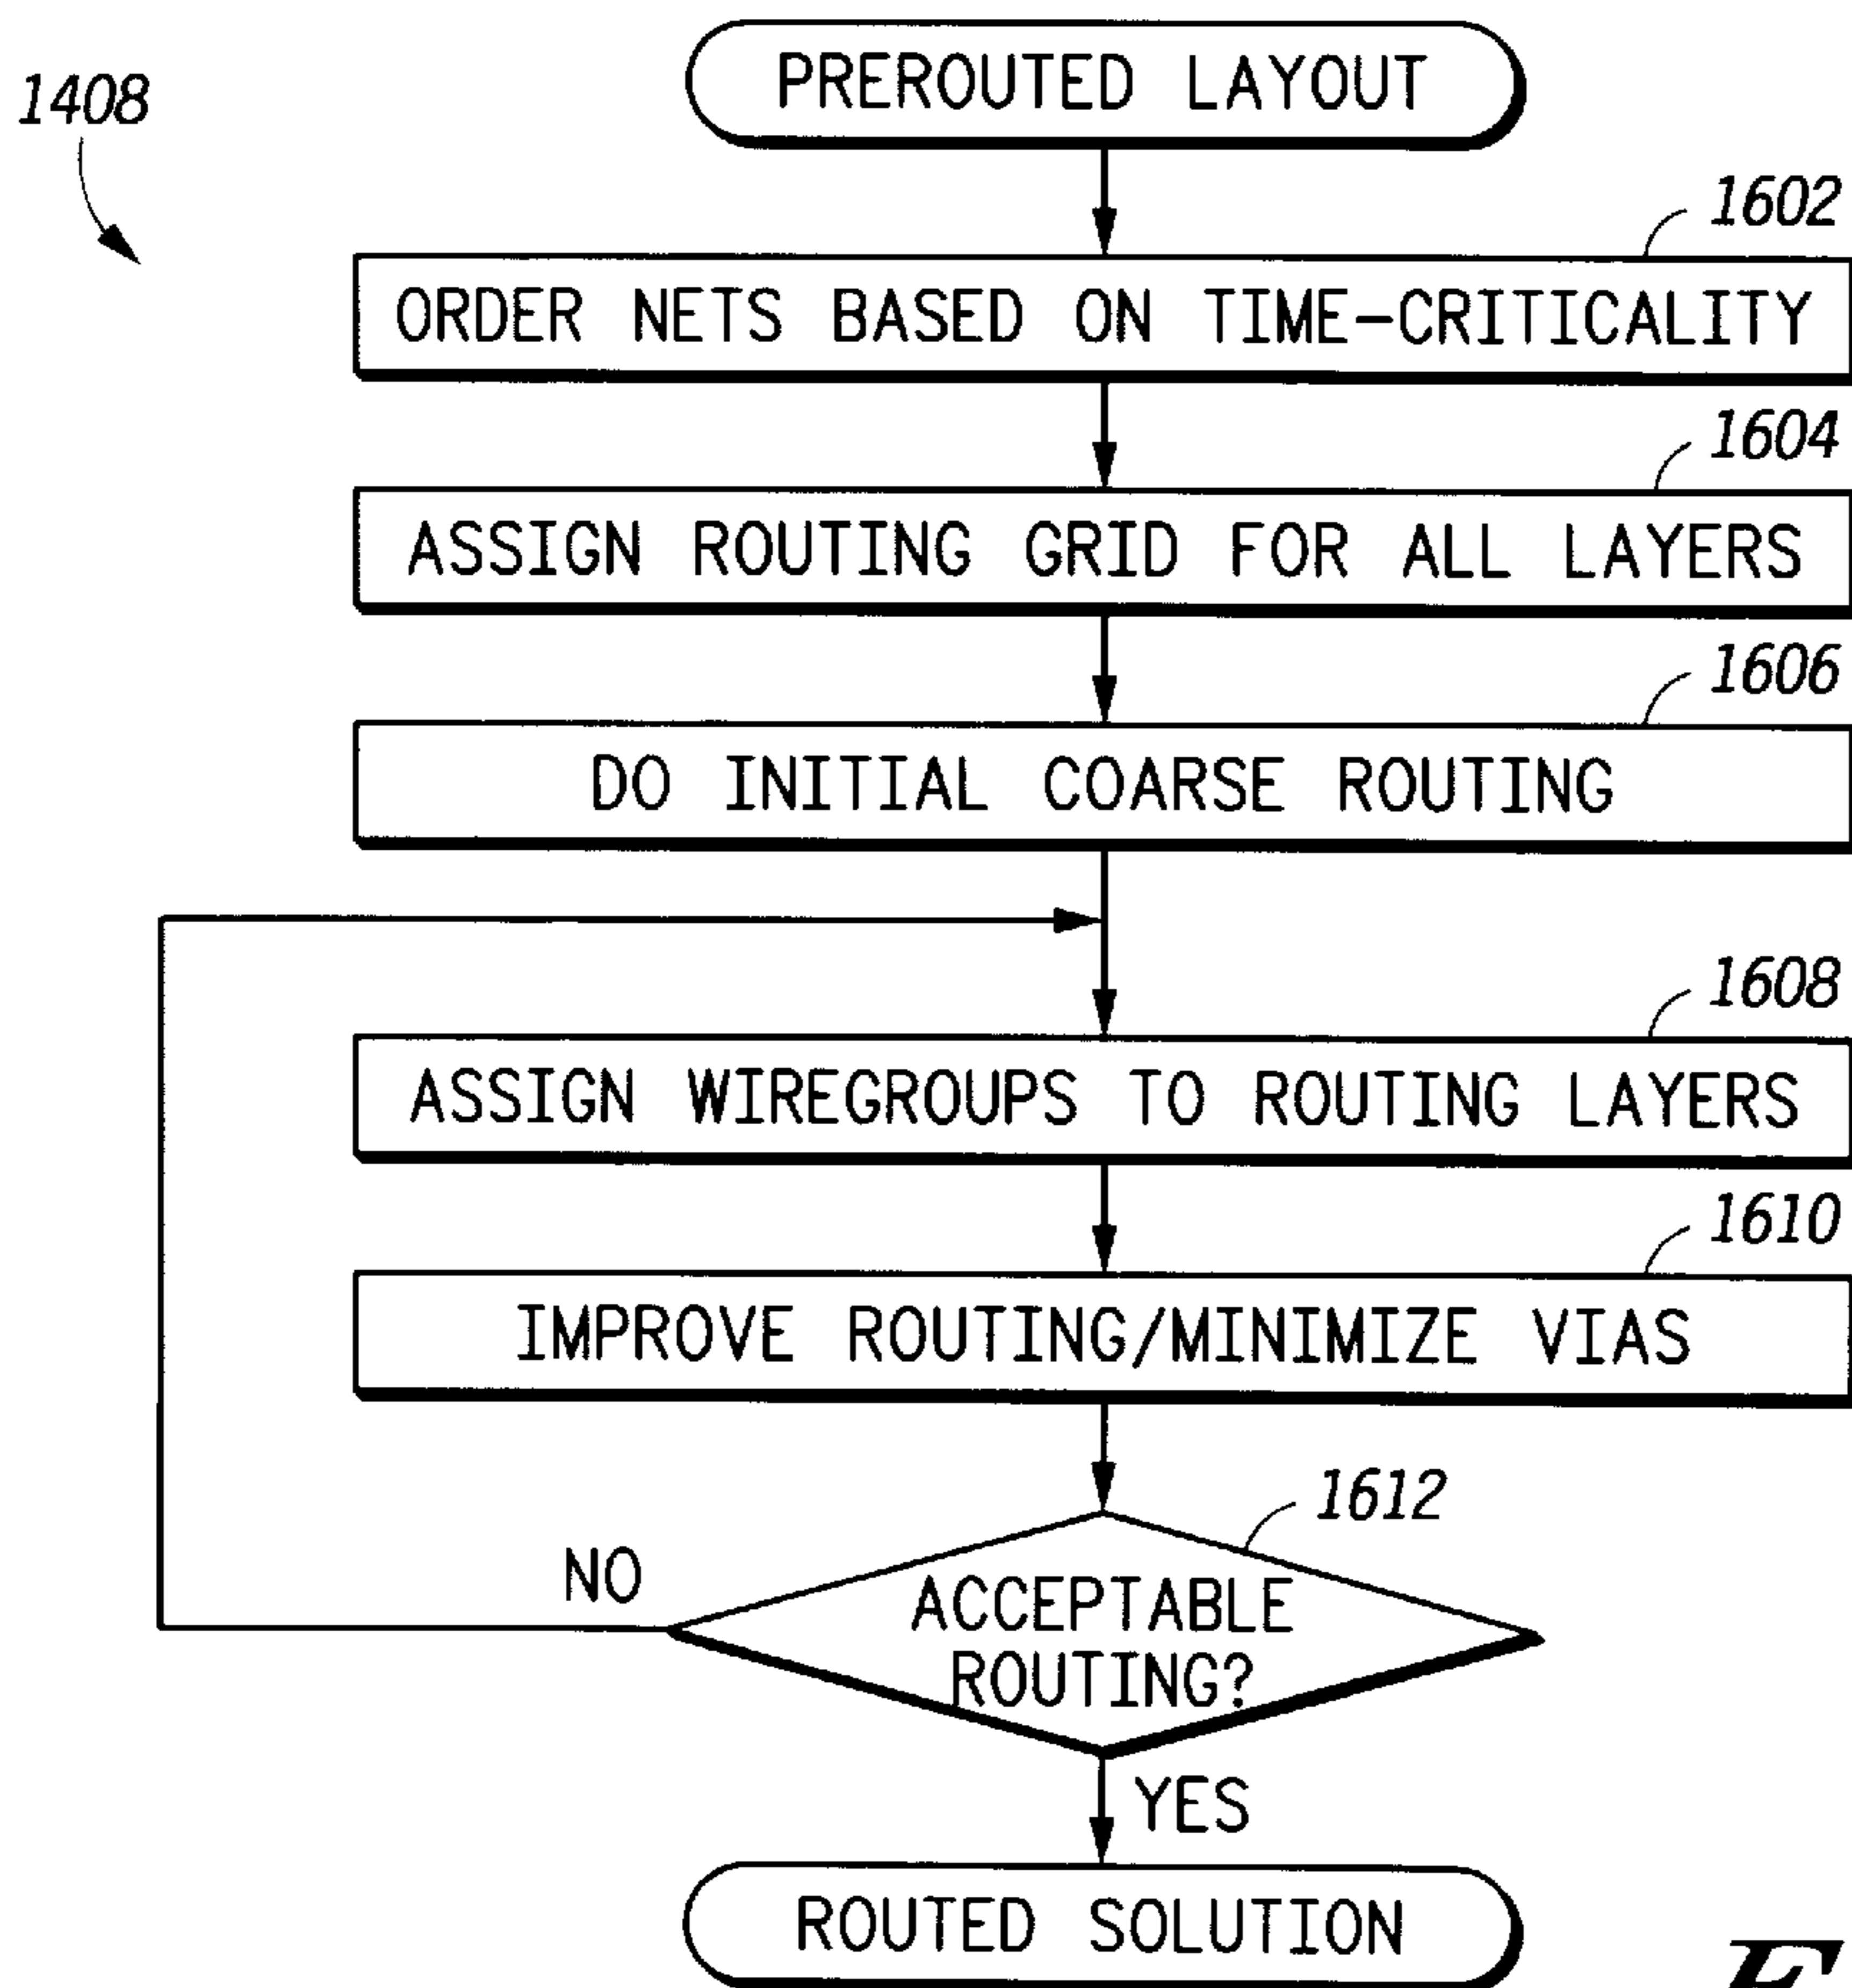 1408
PREROUTED LAYOUT
1602
ORDER NETS BASED ON TIME-CRITICALITY
1604
ASSIGN ROUTING GRID FOR ALL LAYERS
1606
DO INITIAL COARSE ROUTING
1608
ASSIGN WIREGROUPS TO ROUTING LAYERS
1610
IMPROVE ROUTING/MINIMIZE VIAS
1612
NO
ACCEPTABLE
ROUTING?
YES
ROUTED SOLUTION